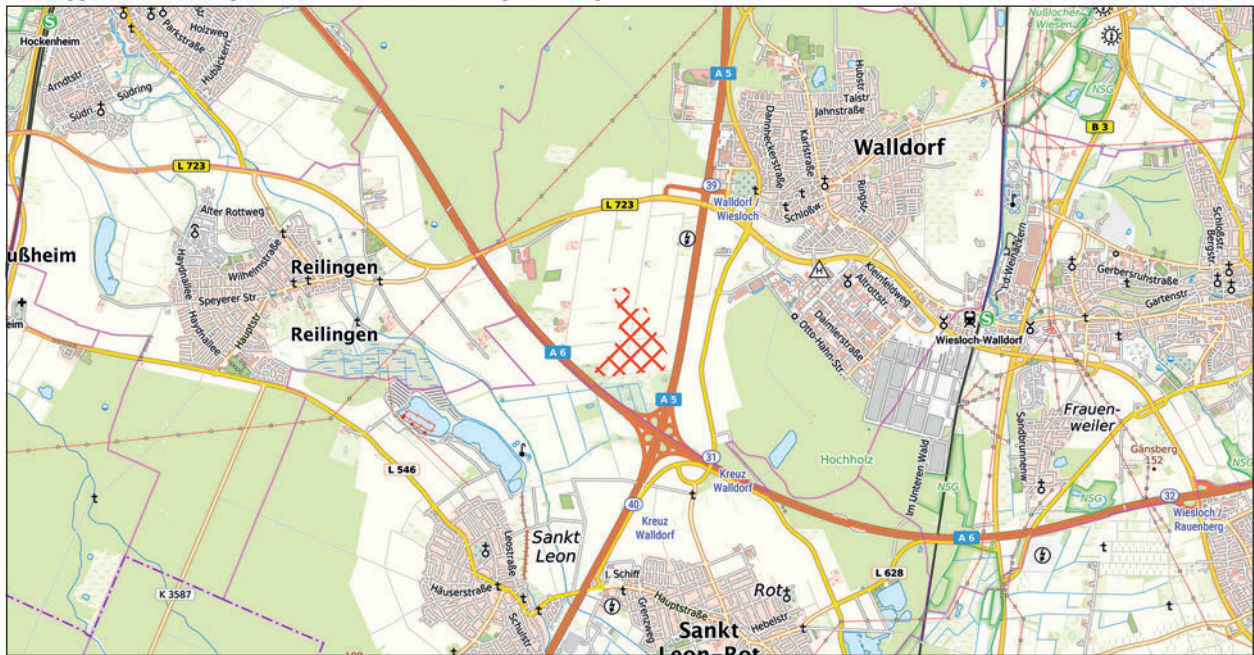 Hockenheim
Holzweg
Parkstraße
Hubäckern
Arndtstr
Südring
Südri.
L 723
Alter Rottweg
ußheim
Haydnallee
Wilhelmstraße
Reilingen
Speyerer Str.
Hauptstr.
Haydnallee
Reilingen
eim
L 723
A 6
A 5
39
Walldorf /
Wiesloch
A 5
Walldorf
Hubstr.
Talstr.
Jahnstraße
Dannheckerstraße
Karlstraße
Ringstr.
Schloßw.
Nußlocher
Wiesen
NSG
B 3
H
Kleinfeldweg
Altrottstr
Daimlerstraße
Otto-Hahn-Str.
I.d.Weinäckern
Wiesloch-Walldorf
Schloßstr.
Bergstr.
Gerbersruhstraße
Gartenstr.
Frauen-
weiler
Sandbrunnenw.
Gänsberg
152
Hochholz
Im Unteren Wald
NSG
NSG
32
Wiesloch /
Rauenberg
31
Kreuz
Walldorf
40
Kreuz
Walldorf
A 6
L 546
L 628
Sankt
Leon
Leostraße
Häuserstraße
Schulstr
K 3587
I. Schiff
Grenzweg
Hauptstraße
Rot
Hebelstr.
Sankt
Leon-Rot